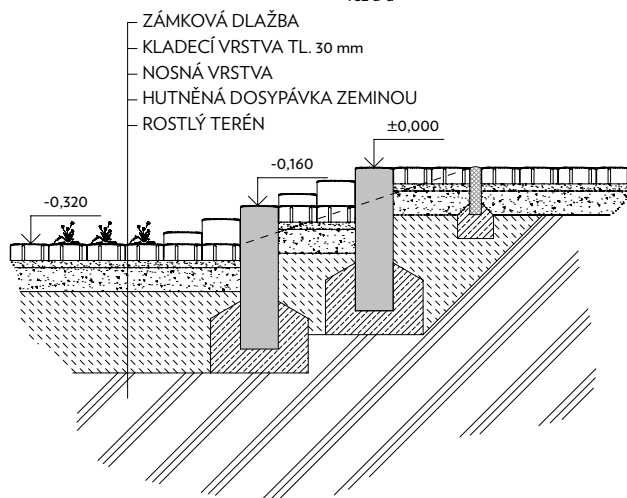 ZÁMKOVÁ DLAŽBA
KLADECÍ VRSTVA TL. 30 mm
NOSNÁ VRSTVA
HUTNĚNÁ DOSYPÁVKA ZEMINOU
ROSTLÝ TERÉN
±0,000
-0,160
-0,320